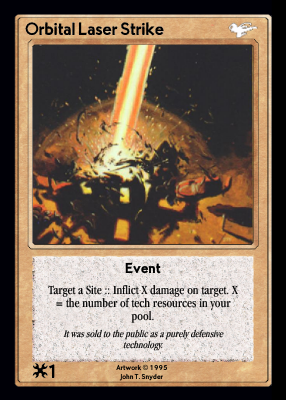 Orbital Laser Strike
Event
Target a Site :: Inflict X damage on target. X
= the number of tech resources in your
pool.
It was sold to the public as a purely defensive
technology.
1
Artwork © 1995
John T. Snyder